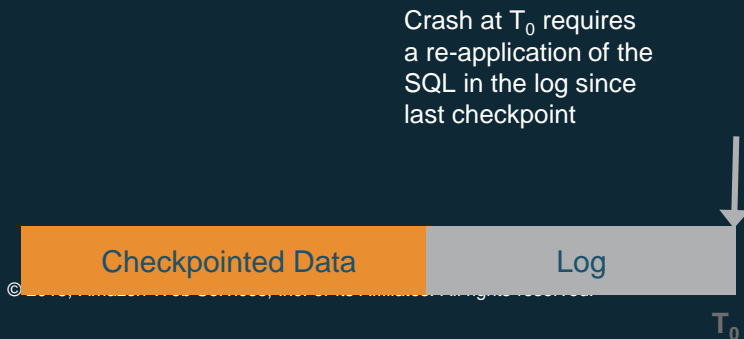 Crash at T₀ requires
a re-application of the
SQL in the log since
last checkpoint
Checkpointed Data
Log
©
T₀